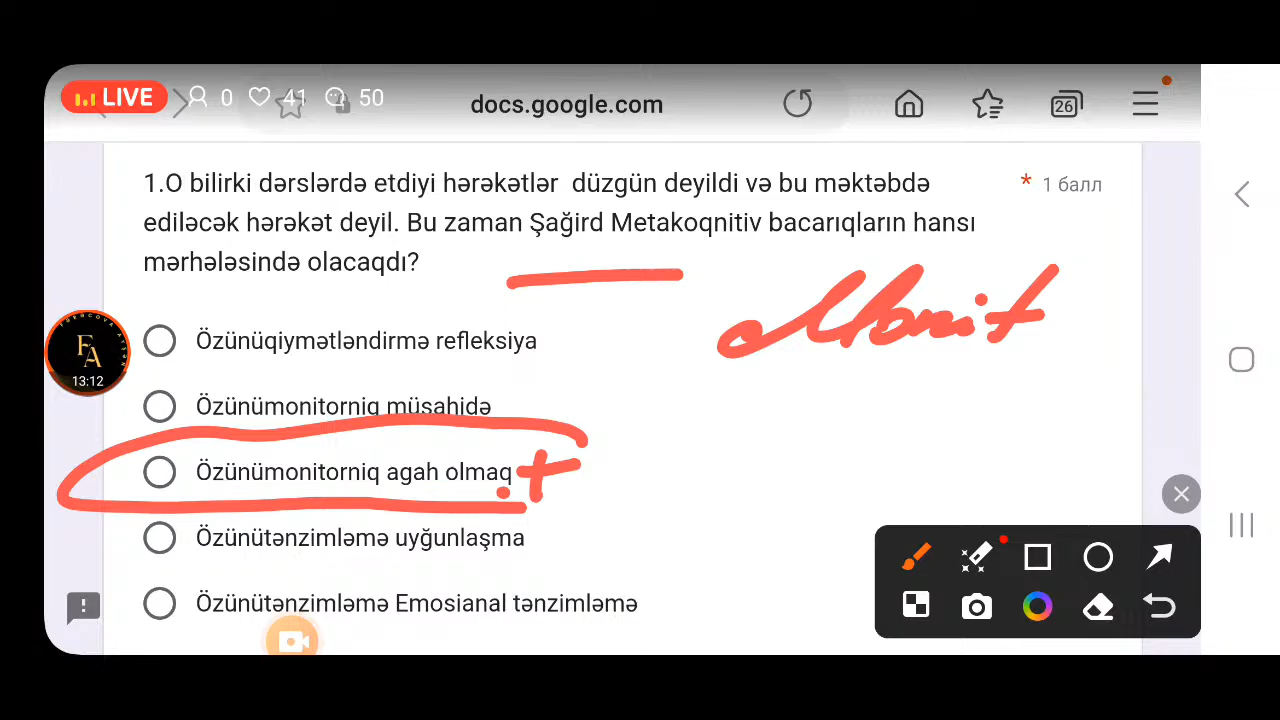 LIVE 0 41 50
docs.google.com
26
1.O bilirki dərslərdə etdiyi hərəkətlər düzgün deyildi və bu məktəbdə
ediləcək hərəkət deyil. Bu zaman Şağird Metakoqnitiv bacarıqların hansı
mərhələsində olacaqdı?
* 1 балл
Monit
Özünüqiymətləndirmə refleksiya
FA
13:12
Özünümonitorniq müşahidə
Özünümonitorniq agah olmaq +
Özünütənzimləmə uyğunlaşma
Özünütənzimləmə Emosianal tənzimləmə